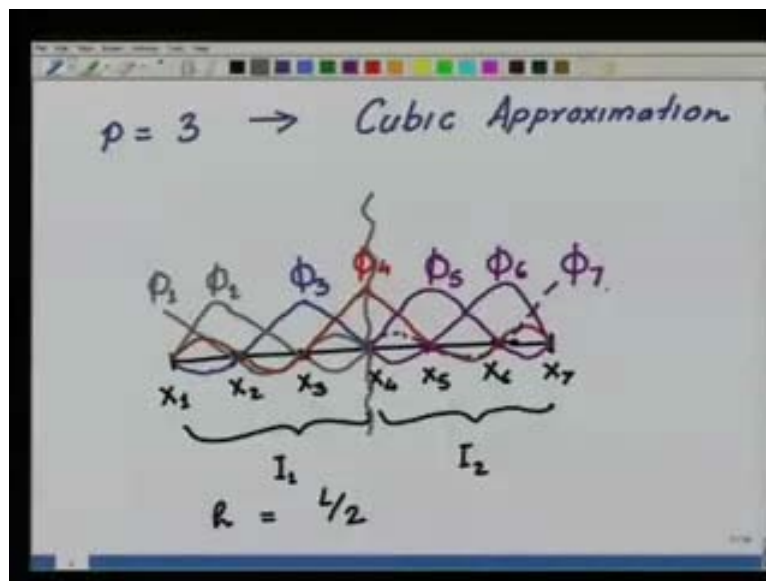 p = 3 → Cubic Approximation
ϕ₁ ϕ₂ ϕ₃ ϕ₄ ϕ₅ ϕ₆ ϕ₇
x₁ x₂ x₃ x₄ x₅ x₆ x₇
I₁ I₂
h = L/2